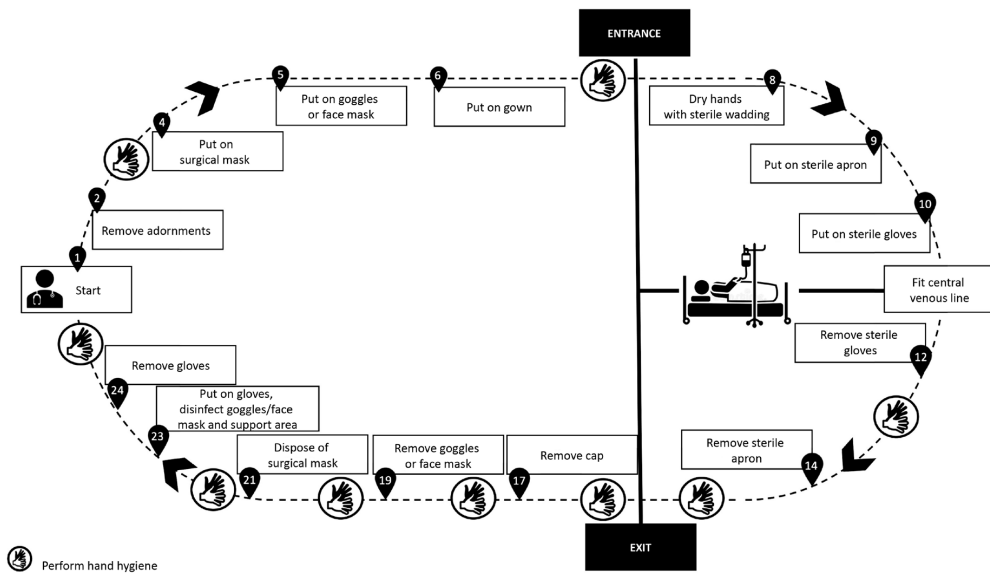 ENTRANCE
5
6
8
Put on goggles
or face mask
Put on gown
Dry hands
with sterile wadding
4
Put on
surgical mask
9
Put on sterile apron
2
Remove adornments
10
Put on sterile gloves
1
Start
Fit central
venous line
Remove sterile
gloves
12
Remove gloves
24
Put on gloves,
disinfect goggles/face
mask and support area
23
Dispose of
surgical mask
21
Remove goggles
or face mask
19
Remove cap
17
Remove sterile
apron
14
EXIT
Perform hand hygiene